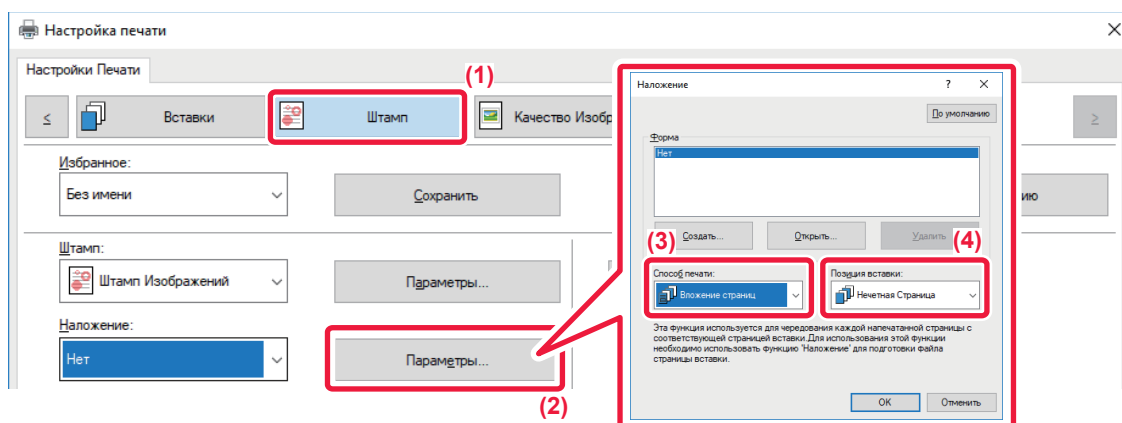 Настройка печати
Настройки Печати
(1)
<
Вставки
Штамп
Качество Изобр
>
Избранное:
Без имени
Сохранить
ию
Штамп:
Штамп Изображений
Параметры...
Наложение:
Нет
Параметры...
(2)
Наложение
?
По умолчанию
Форма
Нет
Создать...
Открыть...
Удалить
(3)
(4)
Способ печати:
Позиция вставки:
Вложение страниц
Нечетная Страница
Эта функция используется для чередования каждой напечатанной страницы с
соответствующей страницей вставки.Для использования этой функции
необходимо использовать функцию 'Наложение' для подготовки файла
страницы вставки.
OK
Отменить